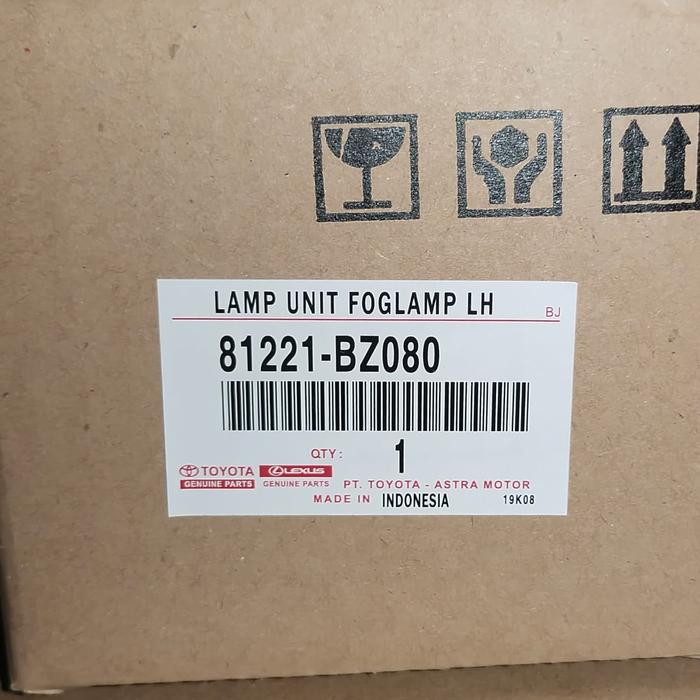 LAMP UNIT FOGLAMP LH
BJ
81221-BZ080
QTY: 1
TOYOTA LEXUS
GENUINE PARTS GENUINE PARTS PT. TOYOTA - ASTRA MOTOR
MADE IN INDONESIA 19K08